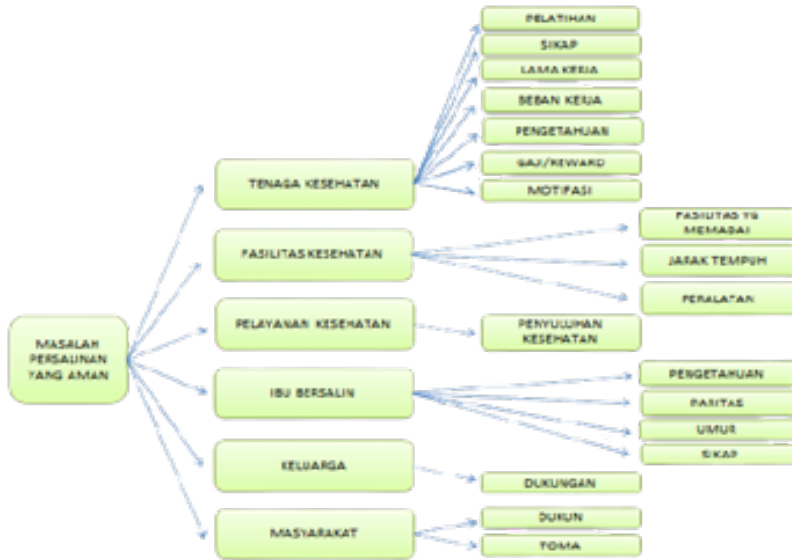 PELATIHAN
SIKAP
LAMA KERJA
BEBAN KERJA
PENGETAHUAN
GAJI/REWARD
MOTIFASI
TENAGA KESEHATAN
FASILITAS YG
MEMADAI
JARAK TEMPUH
PERALATAN
FASILITAS KESEHATAN
PELAYANAN KESEHATAN
PENYULUHAN
KESEHATAN
MASALAH
PERSALINAN
YANG AMAN
IBU BERSALIN
PENGETAHUAN
PARITAS
UMUR
SIKAP
KELUARGA
DUKUNGAN
MASYARAKAT
DUKUN
TOMA